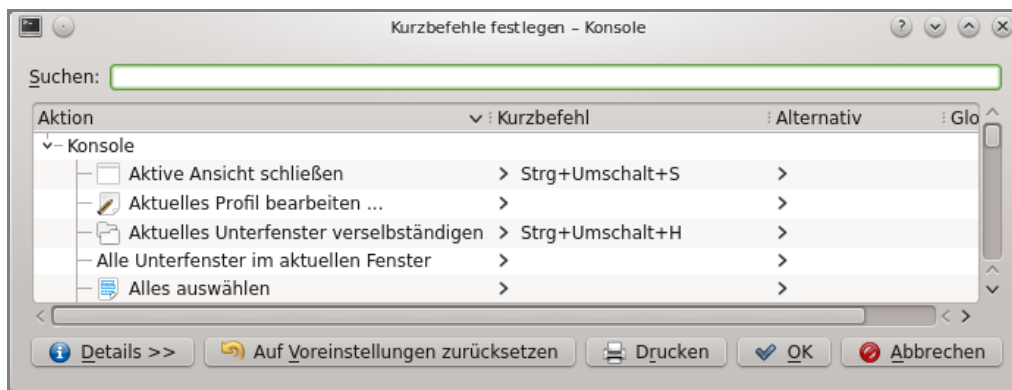 Kurzbefehle festlegen – Konsole
Suchen:
Aktion Kurzbefehl Alternativ Glo
Konsole
Aktive Ansicht schließen Strg+Umschalt+S
Aktuelles Profil bearbeiten ...
Aktuelles Unterfenster verselbständigen Strg+Umschalt+H
Alle Unterfenster im aktuellen Fenster
Alles auswählen
Details >> Auf Voreinstellungen zurücksetzen Drucken OK Abbrechen